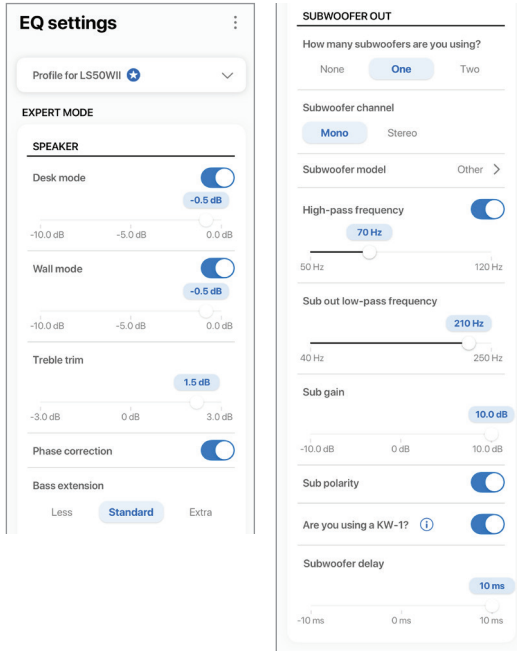 EQ settings
Profile for LS50WII
EXPERT MODE
SPEAKER
Desk mode
-0.5 dB
-10.0 dB -5.0 dB 0.0 dB
Wall mode
-0.5 dB
-10.0 dB -5.0 dB 0.0 dB
Treble trim
1.5 dB
-3.0 dB 0 dB 3.0 dB
Phase correction
Bass extension
Less Standard Extra
SUBWOOFER OUT
How many subwoofers are you using?
None One Two
Subwoofer channel
Mono Stereo
Subwoofer model Other
High-pass frequency
70 Hz
50 Hz 120 Hz
Sub out low-pass frequency
210 Hz
40 Hz 250 Hz
Sub gain
10.0 dB
-10.0 dB 0 dB 10.0 dB
Sub polarity
Are you using a KW-1? i
Subwoofer delay
10 ms
-10 ms 0 ms 10 ms